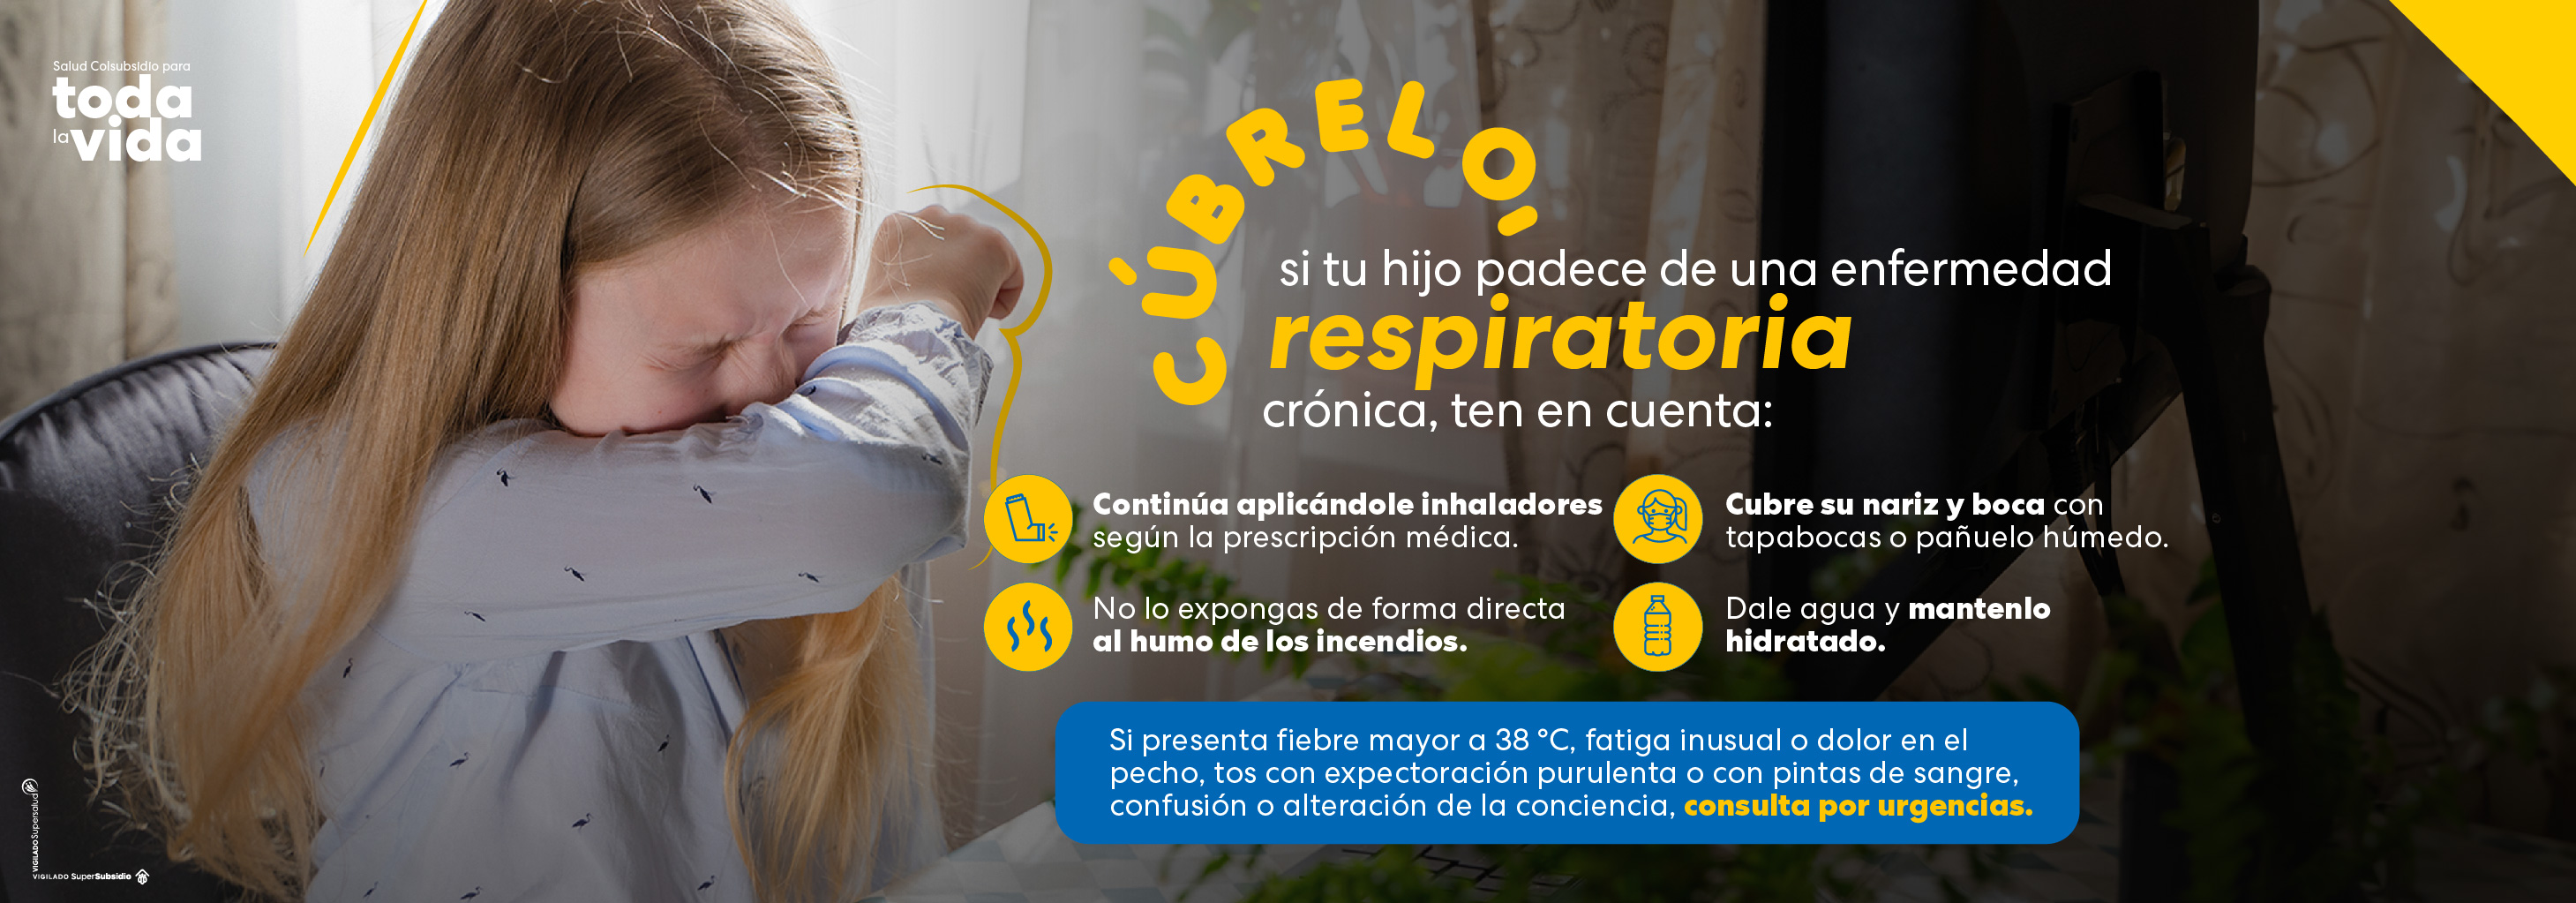 Salud Colsubsidio para
toda
la vida
CÚBRELO,
si tu hijo padece de una enfermedad
respiratoria
crónica, ten en cuenta:
Continúa aplicándole inhaladores
según la prescripción médica.
Cubre su nariz y boca con
tapabocas o pañuelo húmedo.
No lo expongas de forma directa
al humo de los incendios.
Dale agua y mantenlo
hidratado.
Si presenta fiebre mayor a 38 °C, fatiga inusual o dolor en el
pecho, tos con expectoración purulenta o con pintas de sangre,
confusión o alteración de la conciencia, consulta por urgencias.
VIGILADO Supersalud
VIGILADO SuperSubsidio